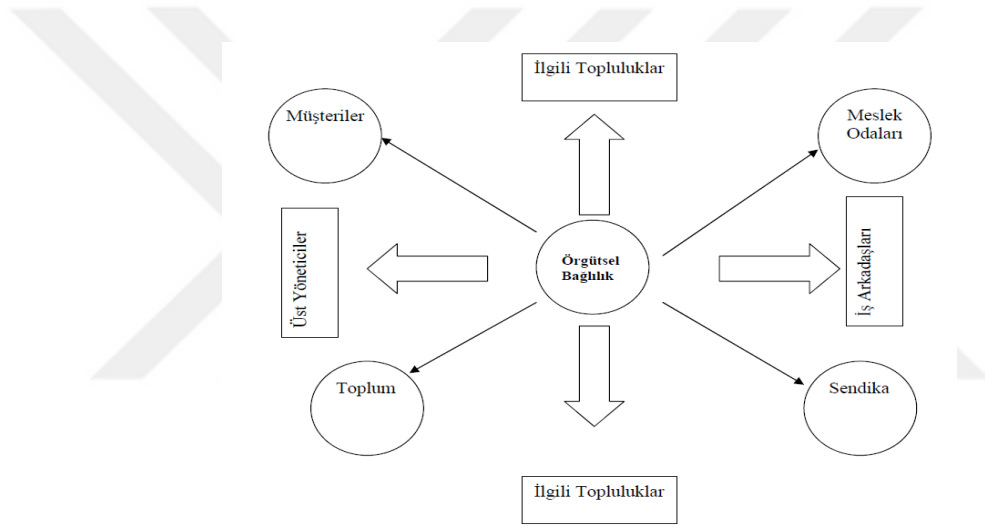 İlgili Topluluklar
Müşteriler
Meslek
Odaları
Üst Yöneticiler
Örgütsel
Bağlılık
İş Arkadaşları
Toplum
Sendika
İlgili Topluluklar